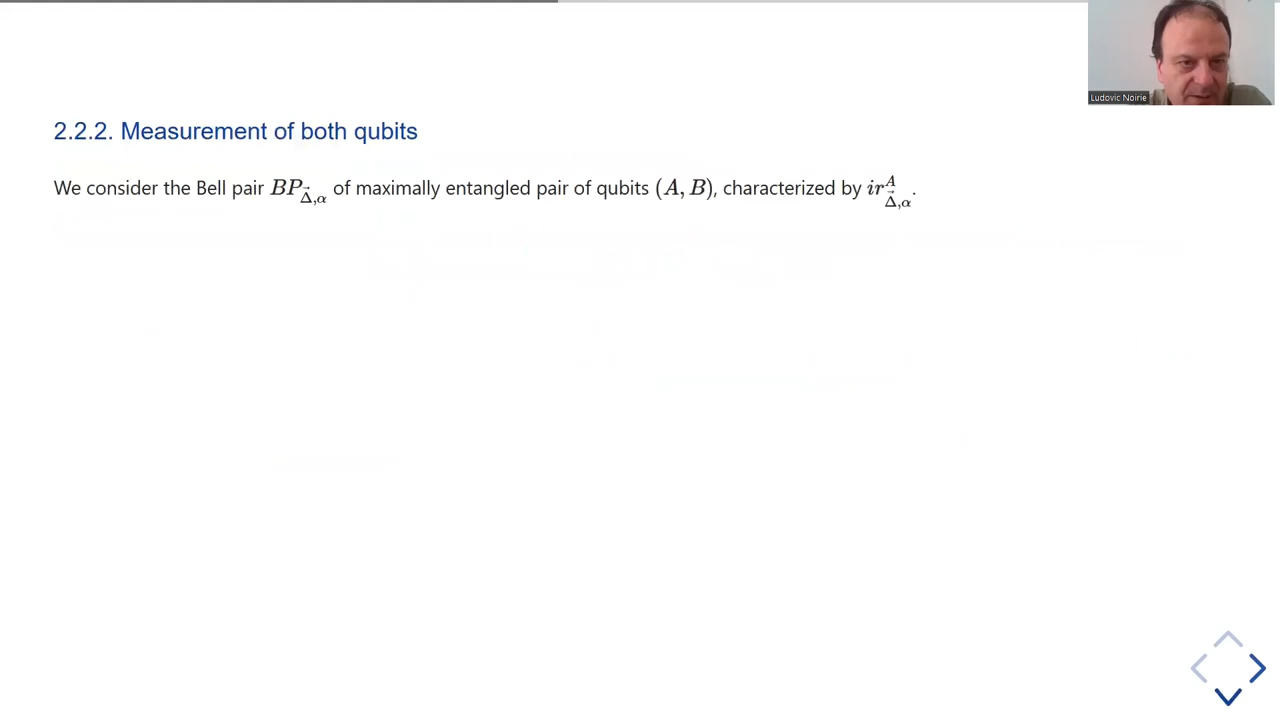 Ludovic Noirie
2.2.2. Measurement of both qubits
We consider the Bell pair $BP_{\vec{\Delta},\alpha}$ of maximally entangled pair of qubits $(A, B)$, characterized by $ir^{A}_{\vec{\Delta},\alpha}$.